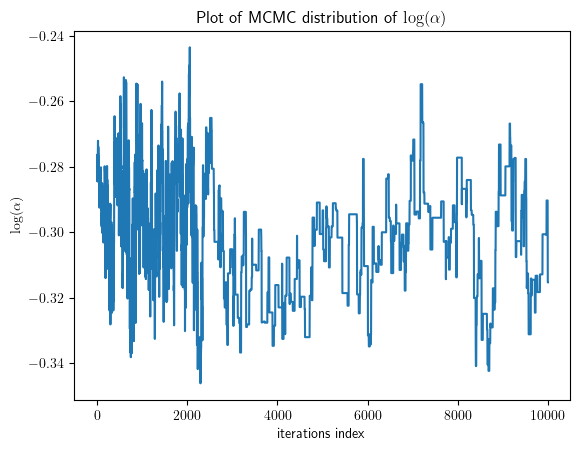 Plot of MCMC distribution of log(α)
−0.24
−0.26
−0.28
−0.30
−0.32
−0.34
log(α)
0 2000 4000 6000 8000 10000
iterations index